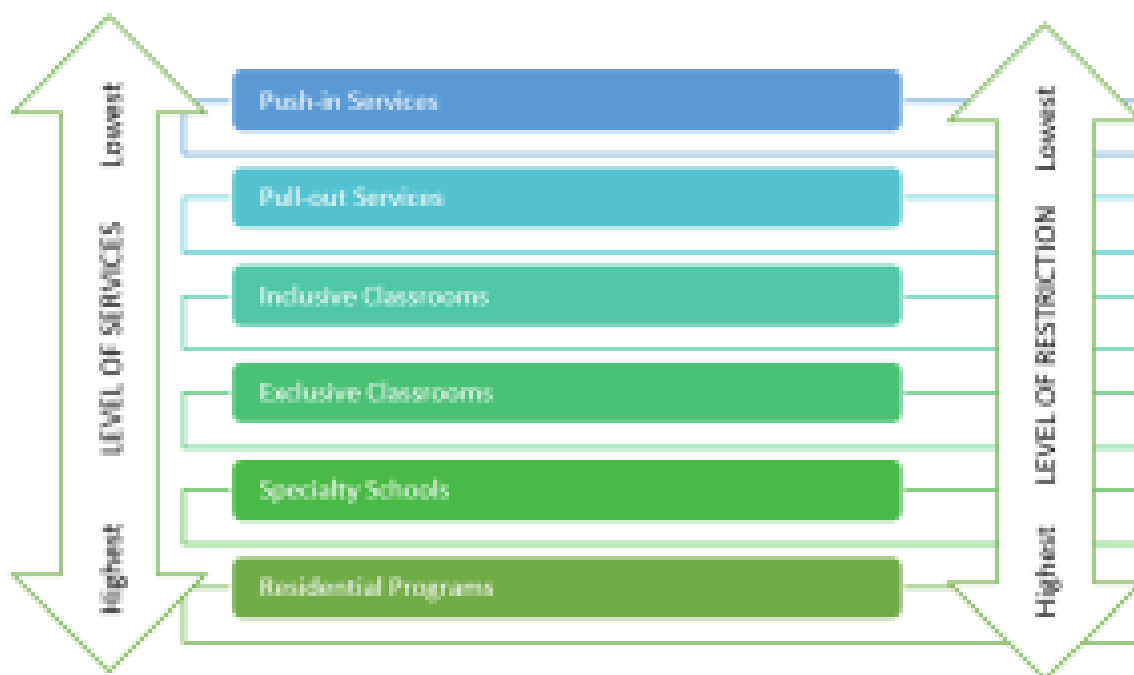 Lowest
LEVEL OF SERVICES
Highest
Push-in Services
Pull-out Services
Inclusive Classrooms
Exclusive Classrooms
Specialty Schools
Residential Programs
Lowest
LEVEL OF RESTRICTION
Highest